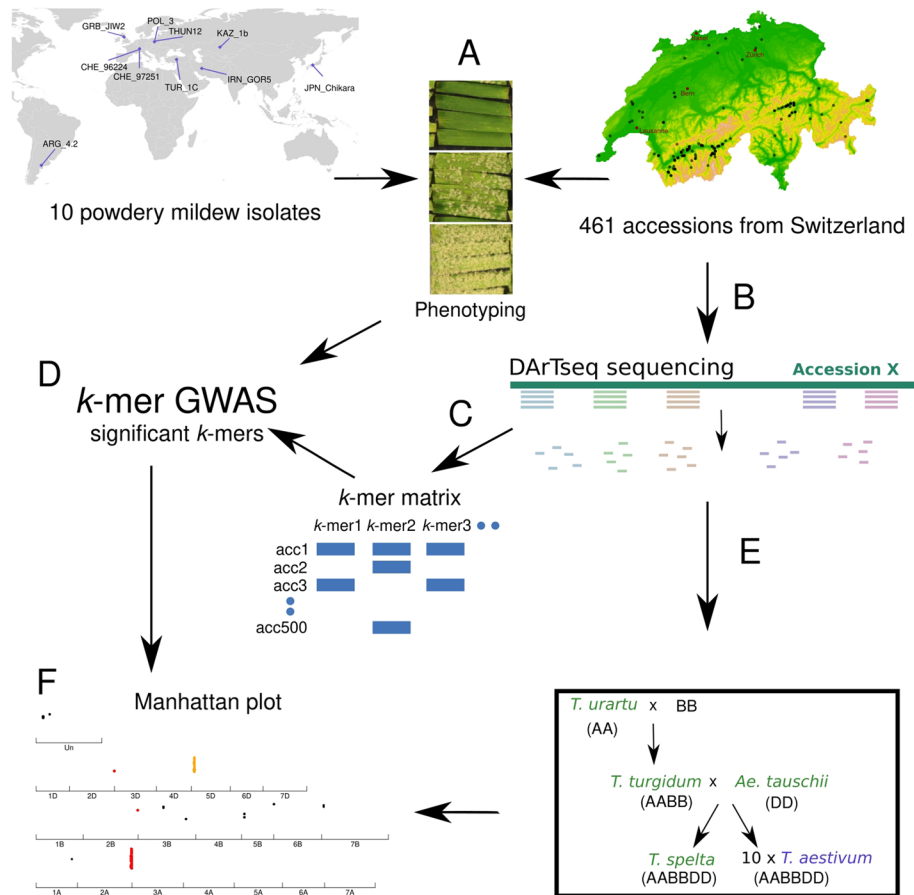 GRB_JIW2
POL_3
THUN12
KAZ_1b
CHE_96224
CHE_97251
TUR_1C
IRN_GOR5
JPN_Chikara
ARG_4.2
10 powdery mildew isolates
A
Phenotyping
Basel
Zürich
Bern
Lausanne
461 accessions from Switzerland
B
DArTseq sequencing
Accession X
C
D
k-mer GWAS
significant k-mers
k-mer matrix
k-mer1 k-mer2 k-mer3
acc1
acc2
acc3
acc500
E
F
Manhattan plot
Un
1D 2D 3D 4D 5D 6D 7D
1B 2B 3B 4B 5B 6B 7B
1A 2A 3A 4A 5A 6A 7A
T. urartu x BB
(AA)
T. turgidum x Ae. tauschii
(AABB) (DD)
T. spelta 10 x T. aestivum
(AABBDD) (AABBDD)